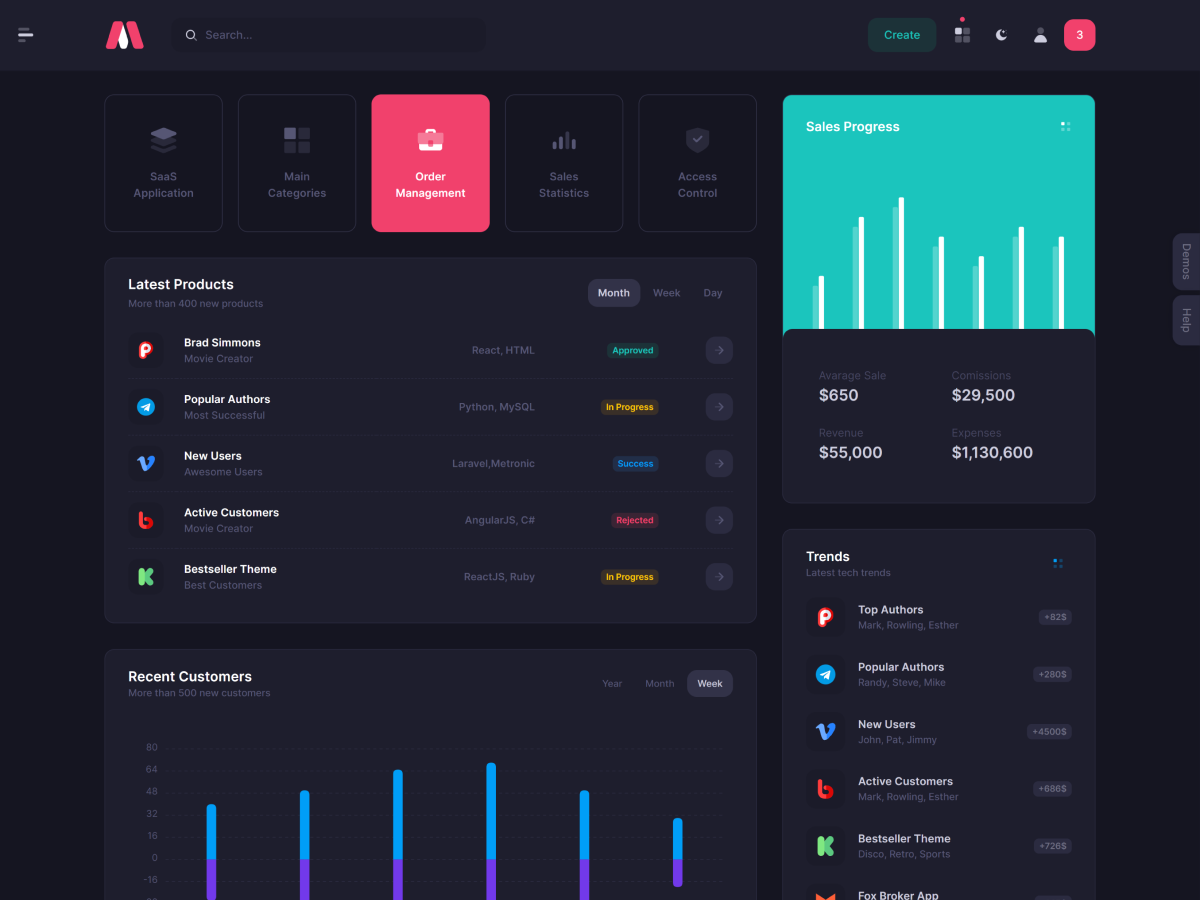 Search...
Create
3
SaaS
Application
Main
Categories
Order
Management
Sales
Statistics
Access
Control
Latest Products
More than 400 new products
Month Week Day
Brad Simmons
Movie Creator
React, HTML
Approved
Popular Authors
Most Successful
Python, MySQL
In Progress
New Users
Awesome Users
Laravel,Metronic
Success
Active Customers
Movie Creator
AngularJS, C#
Rejected
Bestseller Theme
Best Customers
ReactJS, Ruby
In Progress
Recent Customers
More than 500 new customers
Year Month Week
80
64
48
32
16
0
-16
Sales Progress
Avarage Sale
$650
Comissions
$29,500
Revenue
$55,000
Expenses
$1,130,600
Trends
Latest tech trends
Top Authors
Mark, Rowling, Esther
+82$
Popular Authors
Randy, Steve, Mike
+280$
New Users
John, Pat, Jimmy
+4500$
Active Customers
Mark, Rowling, Esther
+686$
Bestseller Theme
Disco, Retro, Sports
+726$
Fox Broker App
Demos
Help